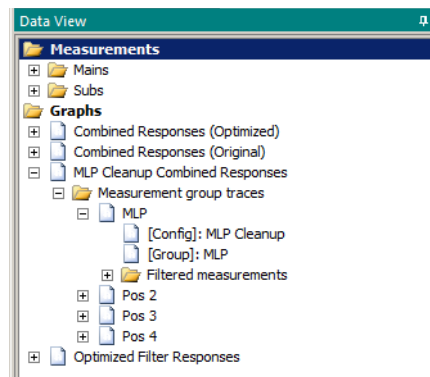 Data View
Measurements
Mains
Subs
Graphs
Combined Responses (Optimized)
Combined Responses (Original)
MLP Cleanup Combined Responses
Measurement group traces
MLP
[Config]: MLP Cleanup
[Group]: MLP
Filtered measurements
Pos 2
Pos 3
Pos 4
Optimized Filter Responses